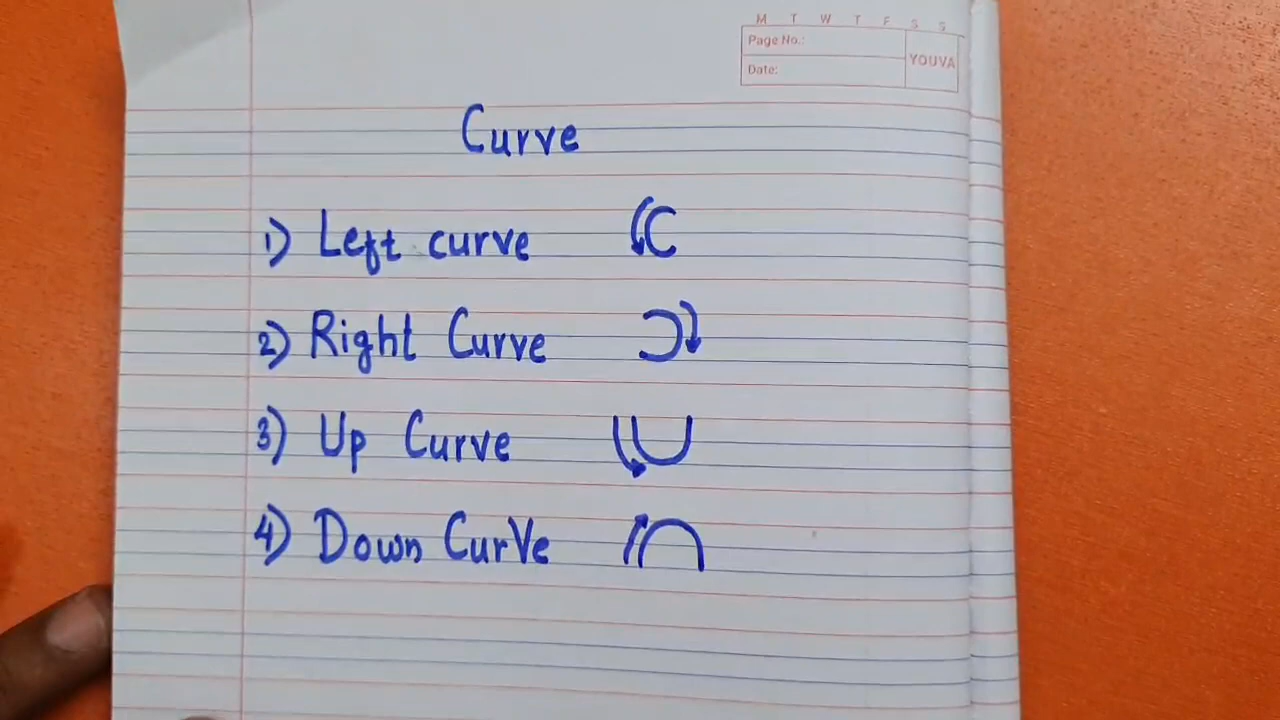 M T W T F S S
Page No.:
YOUVA
Date:
Curve
1) Left curve
2) Right Curve
3) Up Curve
4) Down CurVe